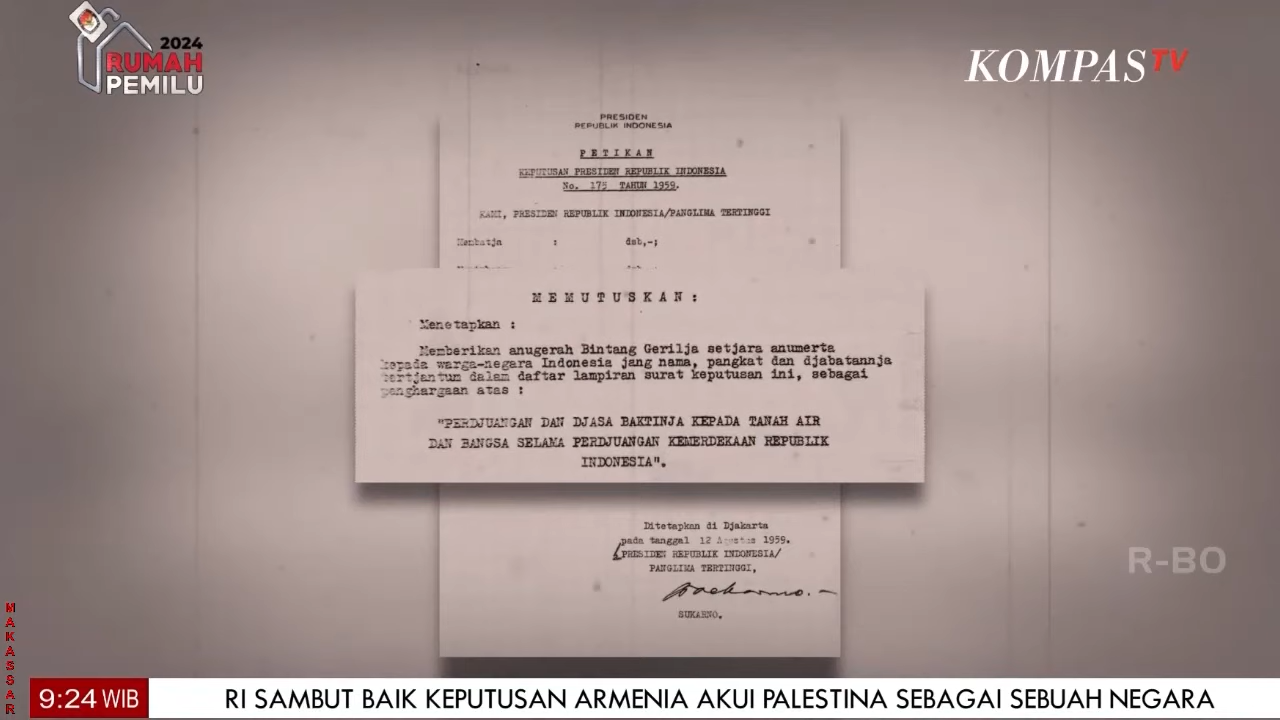 2024
RUMAH
PEMILU
KOMPAS TV
PRESIDEN
REPUBLIK INDONESIA
PETIKAN
KEPUTUSAN PRESIDEN REPUBLIK INDONESIA
No. 175 TAHUN 1959.
KAMI, PRESIDEN REPUBLIK INDONESIA/PANGLIMA TERTINGGI
Membatja : dsb,-;
MEMUTUSKAN :
Menetapkan :
Memberikan anugerah Bintang Gerilja setjara anumerta
kepada warga-negara Indonesia jang nama, pangkat dan djabatannja
tertjantum dalam daftar lampiran surat keputusan ini, sebagai
penghargaan atas :
"PERDJUANGAN DAN DJASA BAKTINJA KEPADA TANAH AIR
DAN BANGSA SELAMA PERDJUANGAN KEMERDEKAAN REPUBLIK
INDONESIA".
Ditetapkan di Djakarta
pada tanggal 12 Agustus 1959.
PRESIDEN REPUBLIK INDONESIA/
PANGLIMA TERTINGGI,
Soekarno.-
SUKARNO.
R-BO
MAKASSAR
9:24 WIB
RI SAMBUT BAIK KEPUTUSAN ARMENIA AKUI PALESTINA SEBAGAI SEBUAH NEGARA